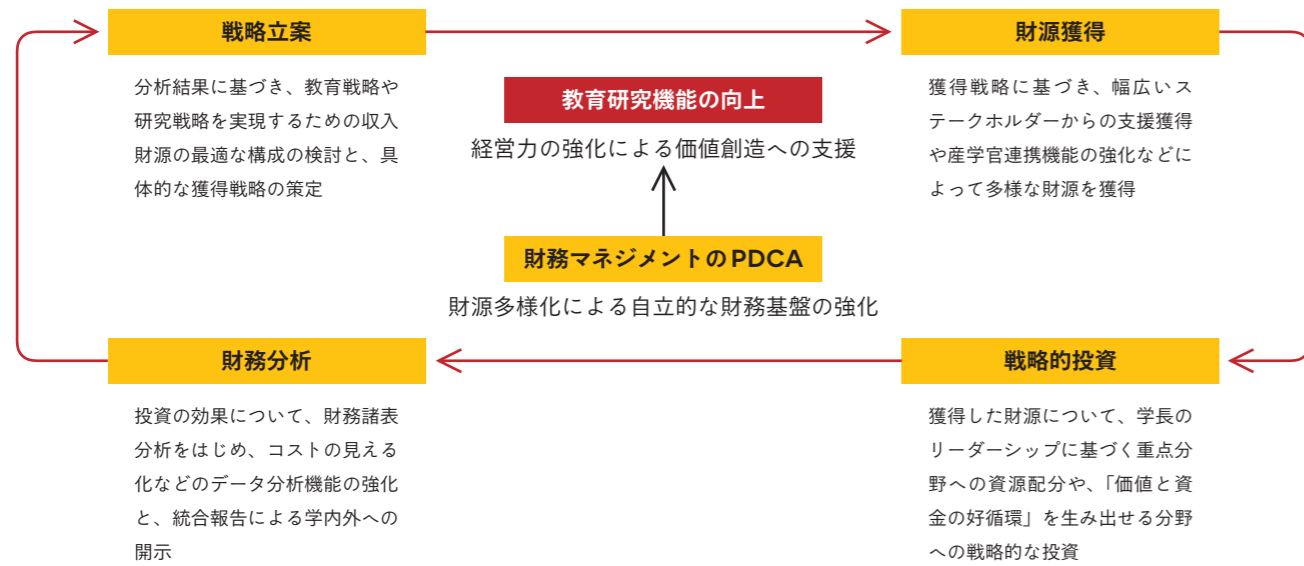 戦略立案
分析結果に基づき、教育戦略や
研究戦略を実現するための収入
財源の最適な構成の検討と、具
体的な獲得戦略の策定
財源獲得
獲得戦略に基づき、幅広いス
テークホルダーからの支援獲得
や産学官連携機能の強化などに
よって多様な財源を獲得
教育研究機能の向上
経営力の強化による価値創造への支援
財務マネジメントのPDCA
財源多様化による自立的な財務基盤の強化
財務分析
投資の効果について、財務諸表
分析をはじめ、コストの見える
化などのデータ分析機能の強化
と、統合報告による学内外への
開示
戦略的投資
獲得した財源について、学長の
リーダーシップに基づく重点分
野への資源配分や、「価値と資
金の好循環」を生み出せる分野
への戦略的な投資